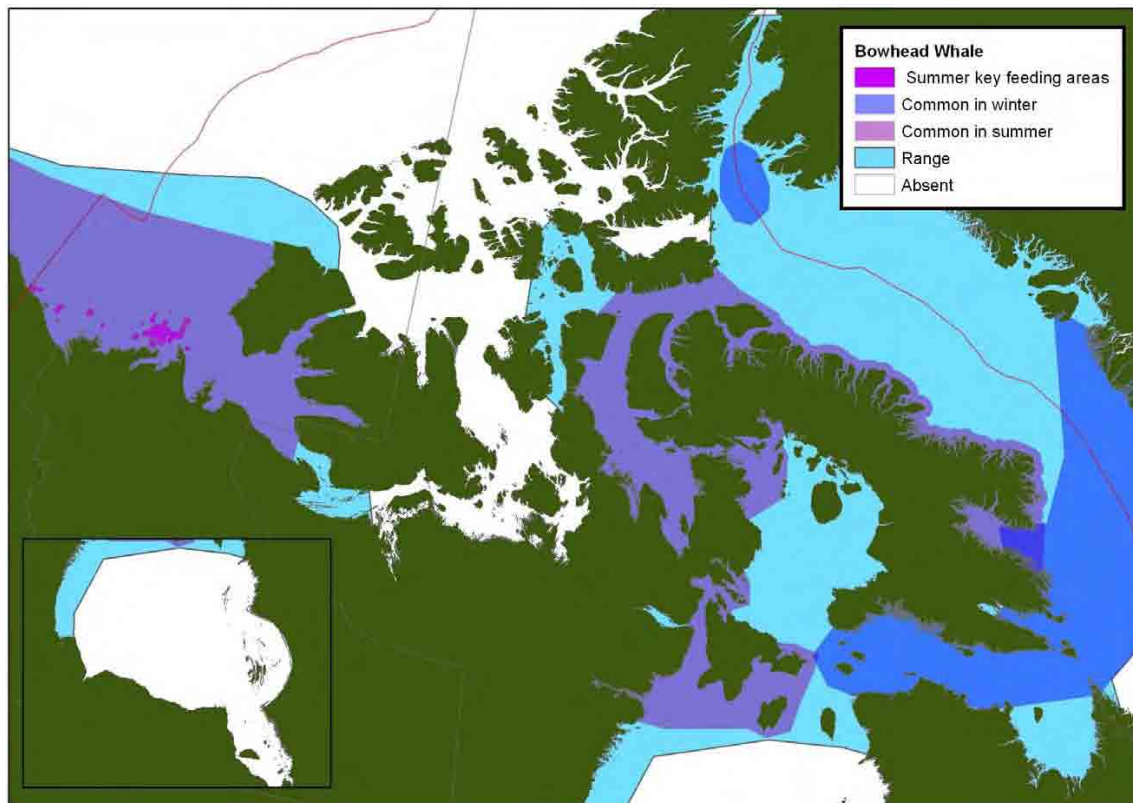 Bowhead Whale
Summer key feeding areas
Common in winter
Common in summer
Range
Absent